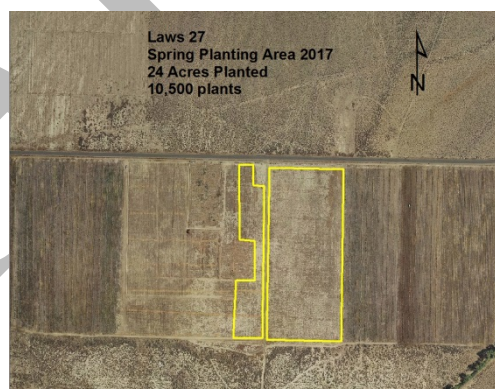 Laws 27
Spring Planting Area 2017
24 Acres Planted
10,500 plants
N